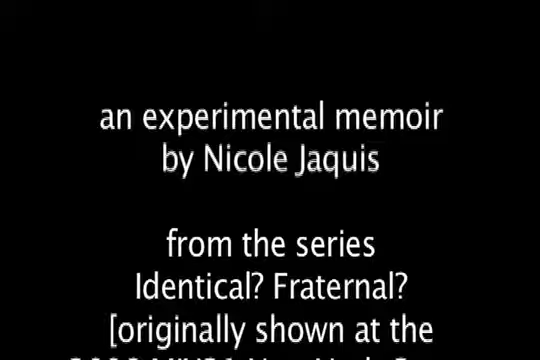 an experimental memoir
by Nicole Jaquis
from the series
Identical? Fraternal?
[originally shown at the